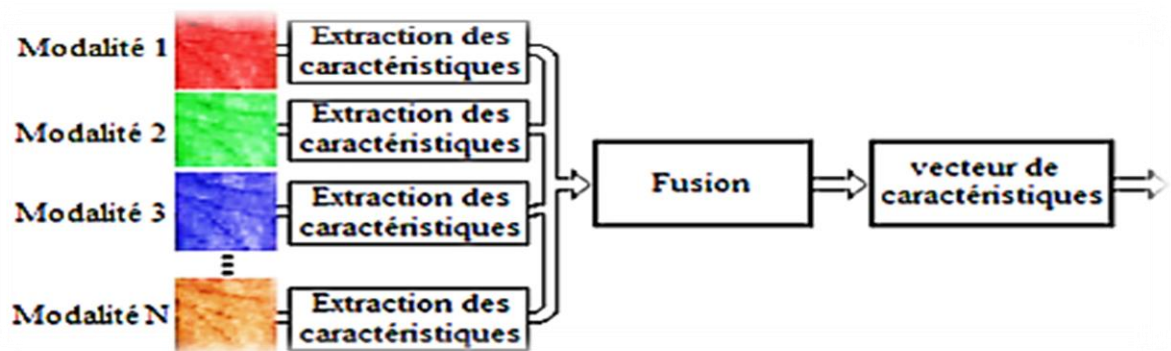 Modalité 1
Extraction des
caractéristiques
Modalité 2
Extraction des
caractéristiques
Modalité 3
Extraction des
caractéristiques
Modalité N
Extraction des
caractéristiques
Fusion
vecteur de
caractéristiques